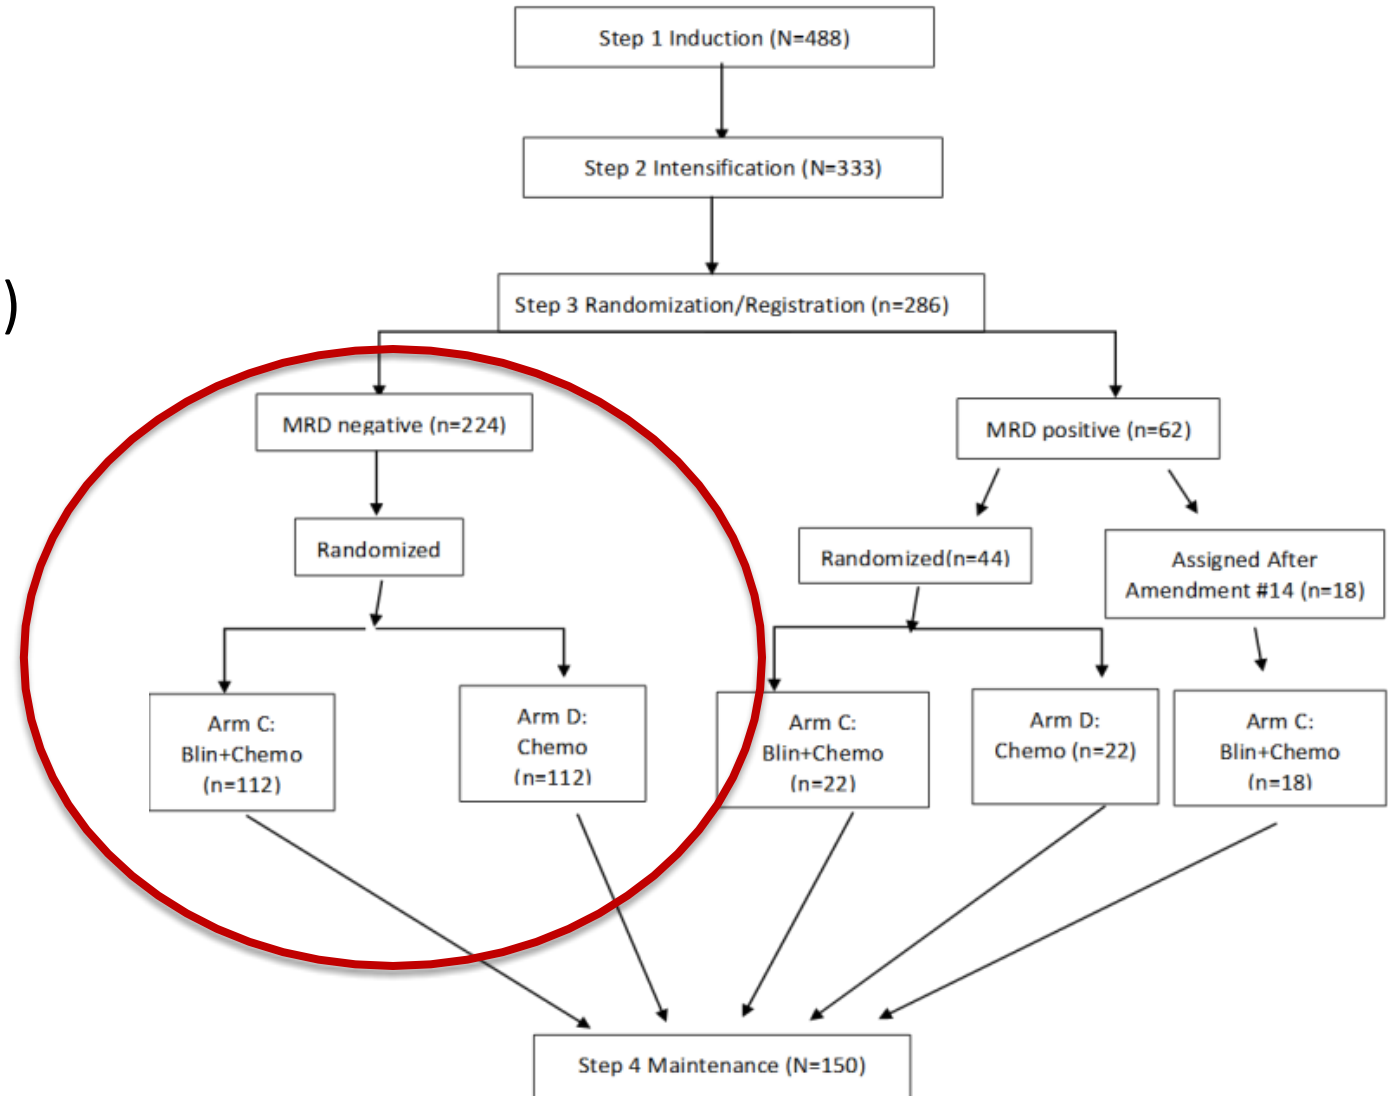 Step 1 Induction (N=488)
Step 2 Intensification (N=333)
)
Step 3 Randomization/Registration (n=286)
MRD negative (n=224)
MRD positive (n=62)
Randomized
Randomized(n=44)
Assigned After
Amendment #14 (n=18)
Arm C:
Blin+Chemo
(n=112)
Arm D:
Chemo
(n=112)
Arm C:
Blin+Chemo
(n=22)
Arm D:
Chemo (n=22)
Arm C:
Blin+Chemo
(n=18)
Step 4 Maintenance (N=150)